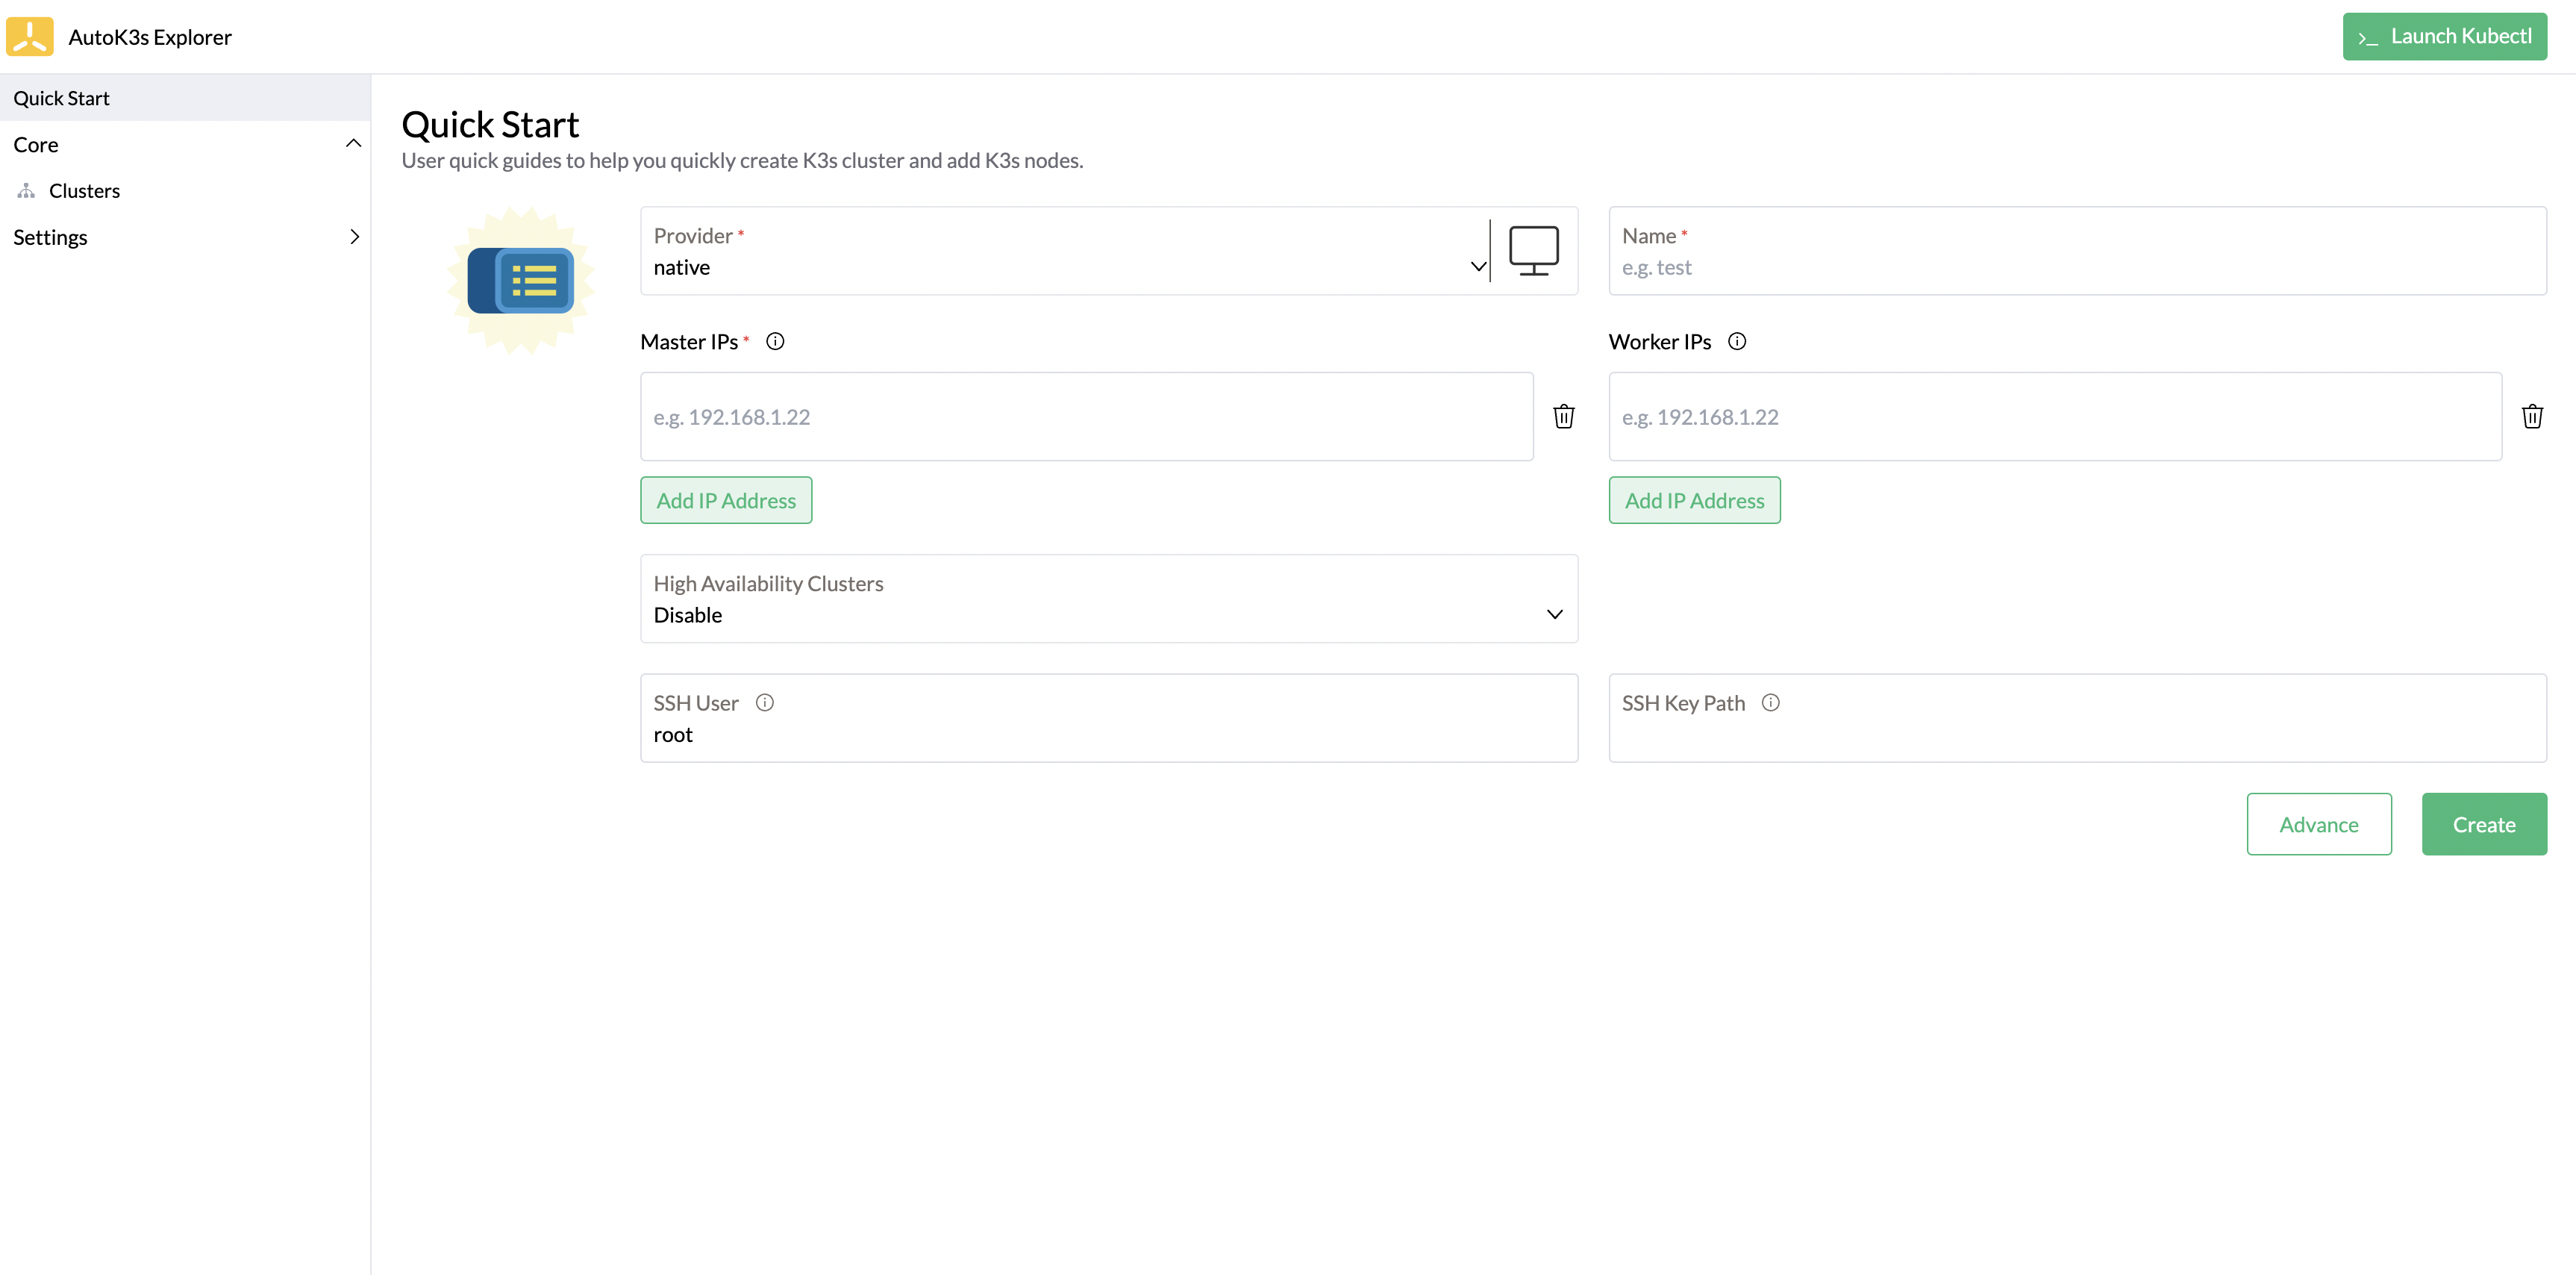 AutoK3s Explorer
>_ Launch Kubectl
Quick Start
Core
Clusters
Settings
Quick Start
User quick guides to help you quickly create K3s cluster and add K3s nodes.
Provider *
native
Name *
e.g. test
Master IPs *
e.g. 192.168.1.22
Add IP Address
Worker IPs
e.g. 192.168.1.22
Add IP Address
High Availability Clusters
Disable
SSH User
root
SSH Key Path
Advance
Create